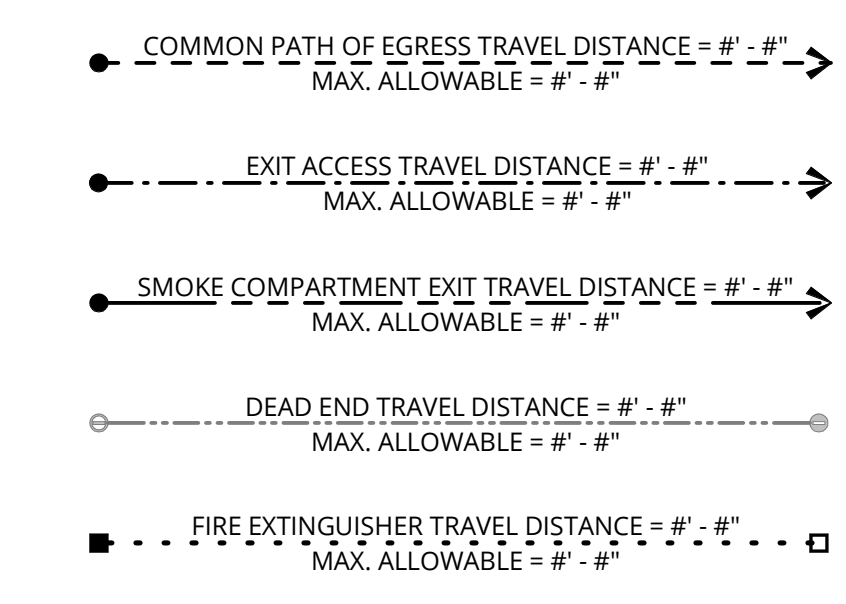 COMMON PATH OF EGRESS TRAVEL DISTANCE = #' - #"
MAX. ALLOWABLE = #' - #"
EXIT ACCESS TRAVEL DISTANCE = #' - #"
MAX. ALLOWABLE = #' - #"
SMOKE COMPARTMENT EXIT TRAVEL DISTANCE = #' - #"
MAX. ALLOWABLE = #' - #"
DEAD END TRAVEL DISTANCE = #' - #"
MAX. ALLOWABLE = #' - #"
FIRE EXTINGUISHER TRAVEL DISTANCE = #' - #"
MAX. ALLOWABLE = #' - #"